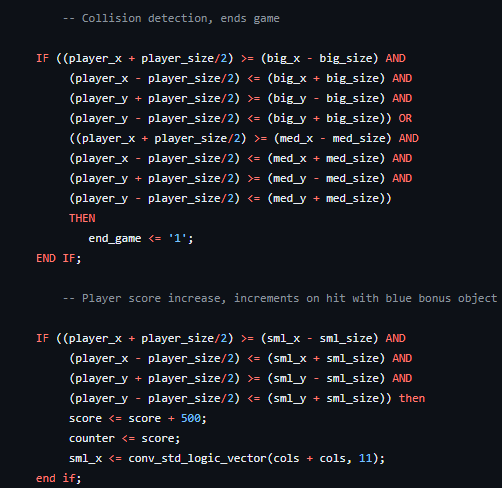 -- Collision detection, ends game
IF ((player_x + player_size/2) >= (big_x - big_size) AND
(player_x - player_size/2) <= (big_x + big_size) AND
(player_y + player_size/2) >= (big_y - big_size) AND
(player_y - player_size/2) <= (big_y + big_size)) OR
((player_x + player_size/2) >= (med_x - med_size) AND
(player_x - player_size/2) <= (med_x + med_size) AND
(player_y + player_size/2) >= (med_y - med_size) AND
(player_y - player_size/2) <= (med_y + med_size))
THEN
end_game <= '1';
END IF;
-- Player score increase, increments on hit with blue bonus object
IF ((player_x + player_size/2) >= (sml_x - sml_size) AND
(player_x - player_size/2) <= (sml_x + sml_size) AND
(player_y + player_size/2) >= (sml_y - sml_size) AND
(player_y - player_size/2) <= (sml_y + sml_size)) then
score <= score + 500;
counter <= score;
sml_x <= conv_std_logic_vector(cols + cols, 11);
end if;